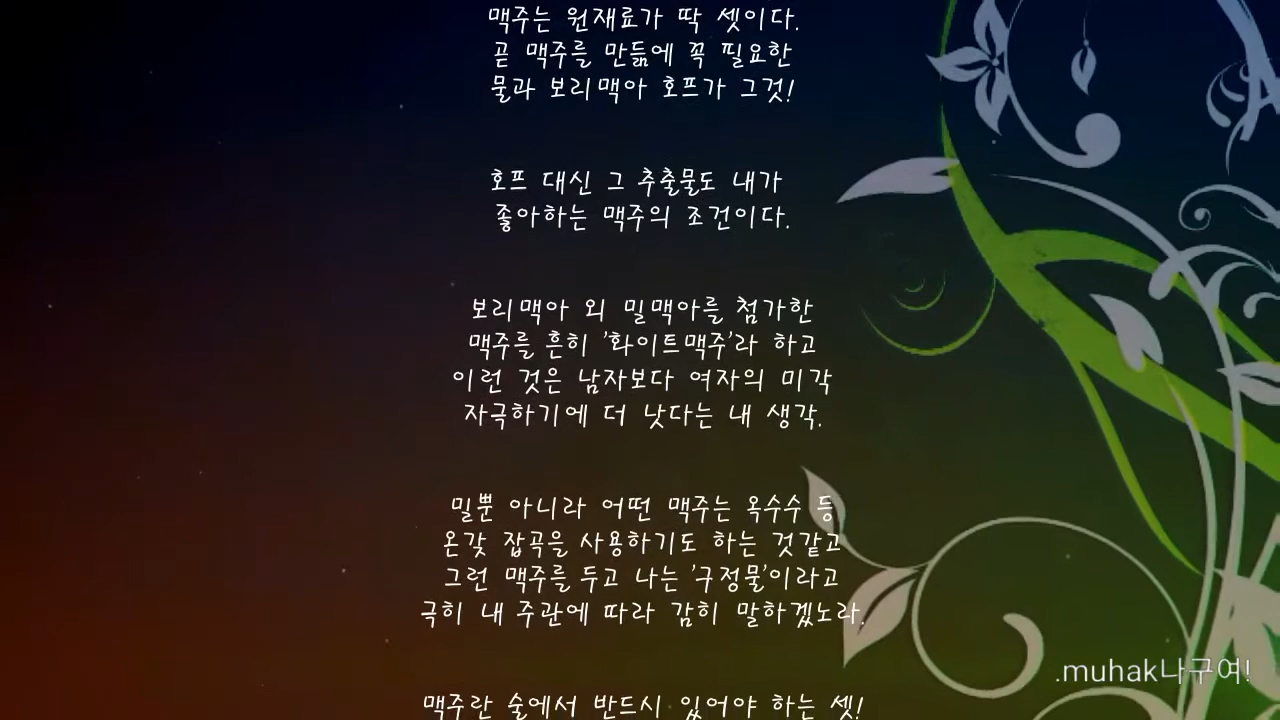 맥주는 원재료가 딱 셋이다.
곧 맥주를 만듦에 꼭 필요한
물과 보리맥아 호프가 그것!
호프 대신 그 추출물도 내가
좋아하는 맥주의 조건이다.
보리맥아 외 밀맥아를 첨가한
맥주를 흔히 '화이트맥주'라 하고
이런 것은 남자보다 여자의 미각
자극하기에 더 낫다는 내 생각.
밀뿐 아니라 어떤 맥주는 옥수수 등
온갖 잡곡을 사용하기도 하는 것같고
그런 맥주를 두고 나는 '구정물'이라고
극히 내 주관에 따라 감히 말하겠노라.
맥주란 술에서 반드시 있어야 하는 셋!
.muhak나구여!